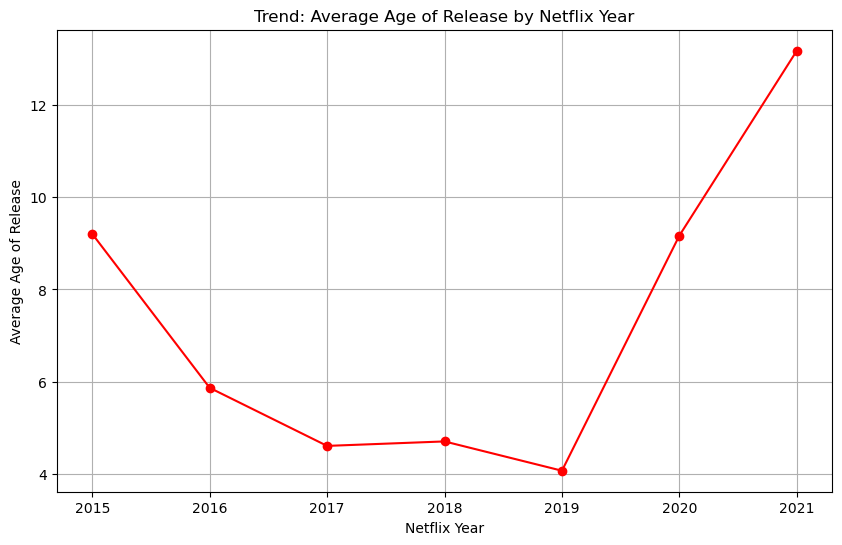 Trend: Average Age of Release by Netflix Year
Average Age of Release
12
10
8
6
4
2015 2016 2017 2018 2019 2020 2021
Netflix Year